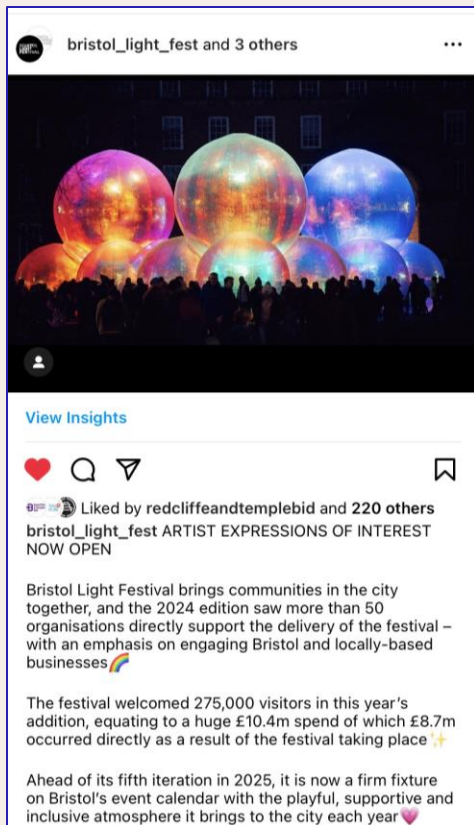 bristol_light_fest and 3 others
View Insights
Liked by redcliffeandtemplebid and 220 others
bristol_light_fest ARTIST EXPRESSIONS OF INTEREST
NOW OPEN
Bristol Light Festival brings communities in the city
together, and the 2024 edition saw more than 50
organisations directly support the delivery of the festival –
with an emphasis on engaging Bristol and locally-based
businesses🌈
The festival welcomed 275,000 visitors in this year's
addition, equating to a huge £10.4m spend of which £8.7m
occurred directly as a result of the festival taking place✨
Ahead of its fifth iteration in 2025, it is now a firm fixture
on Bristol's event calendar with the playful, supportive and
inclusive atmosphere it brings to the city each year💗